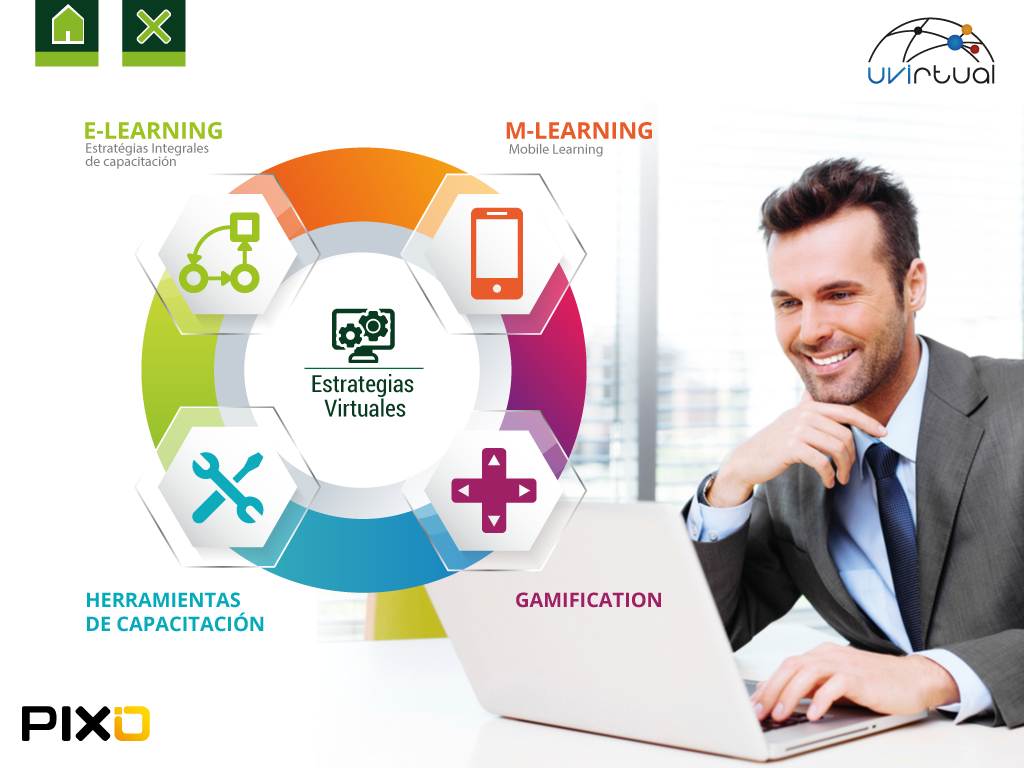 uvirtual
E-LEARNING
Estratégias Integrales
de capacitación
M-LEARNING
Mobile Learning
Estrategias
Virtuales
HERRAMIENTAS
DE CAPACITACIÓN
GAMIFICATION
PIXO